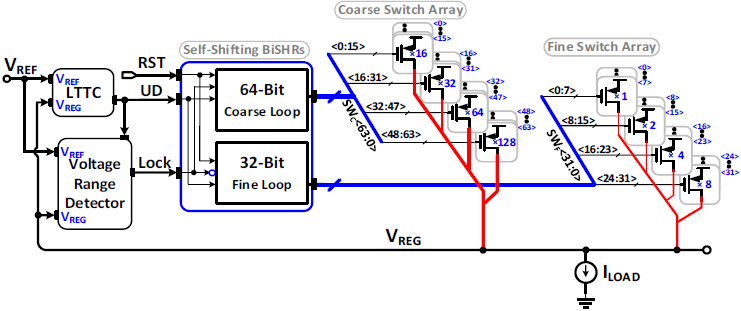 Coarse Switch Array
<0>
<15>
VREF
RST
Self-Shifting BiSHRs
<0:15>
×16
<16>
<31>
Fine Switch Array
<0>
<7>
VREF
LTTC
VREG
UD
64-Bit
Coarse Loop
<16:31>
×32
<32>
<47>
<0:7>
×1
<8>
<15>
SWC<63:0>
<32:47>
×64
<48>
<63>
<8:15>
×2
<16>
<23>
<48:63>
×128
SWF<31:0>
<16:23>
×4
<24>
<31>
VREF
Voltage
Range
Detector
VREG
Lock
32-Bit
Fine Loop
<24:31>
×8
VREG
ILOAD